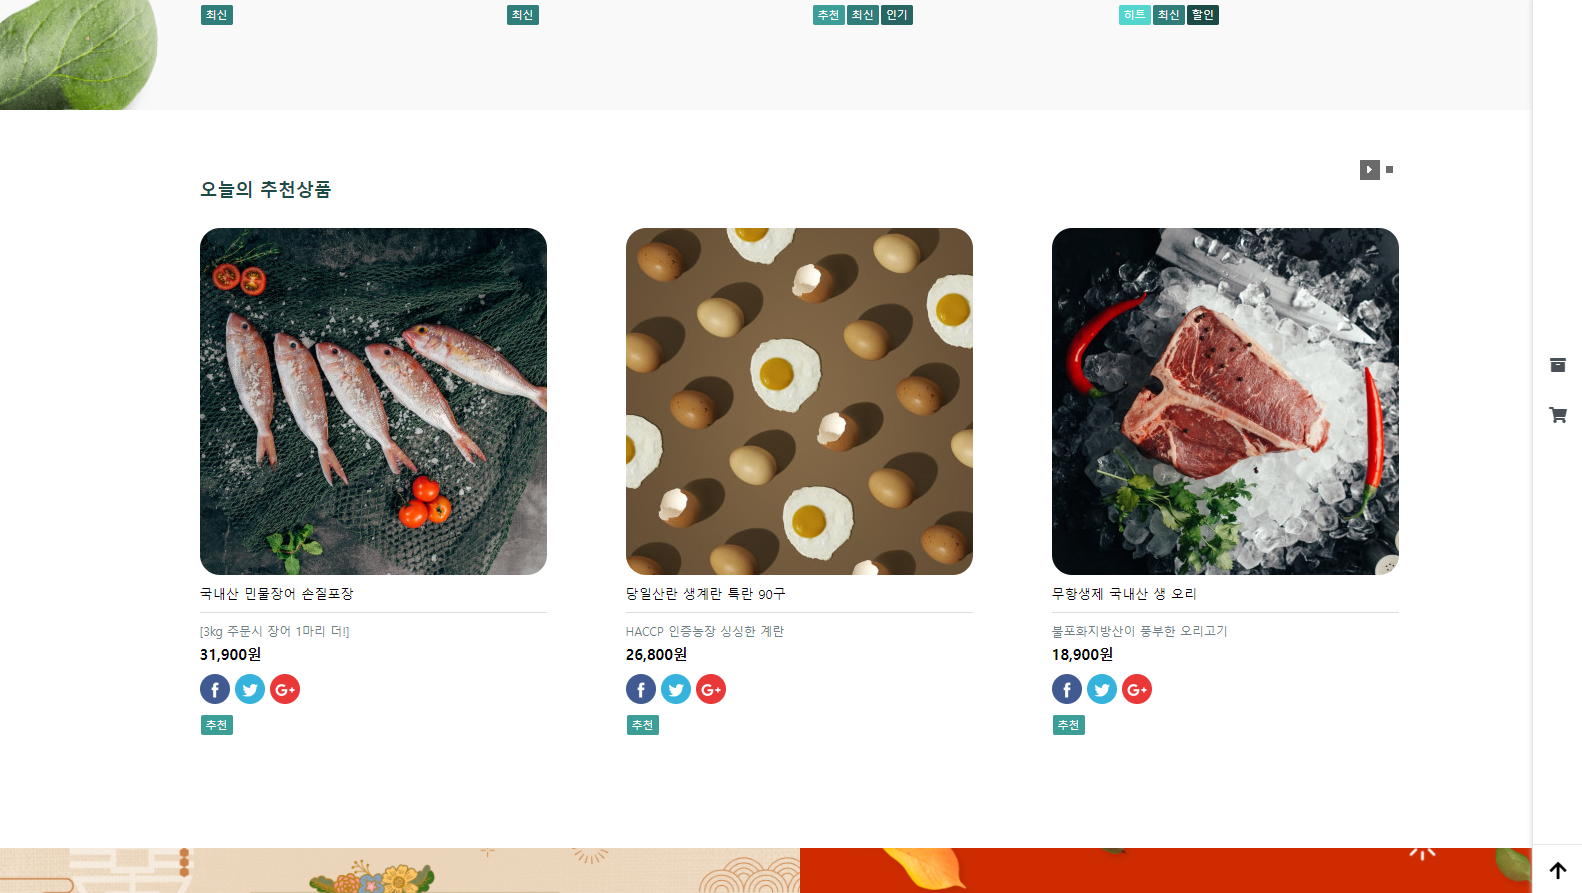 최신
최신
추천 최신 인기
히트 최신 할인
오늘의 추천상품
국내산 민물장어 손질포장
[3kg 주문시 장어 1마리 더!]
31,900원
추천
당일산란 생계란 특란 90구
HACCP 인증농장 싱싱한 계란
26,800원
추천
무항생제 국내산 생 오리
불포화지방산이 풍부한 오리고기
18,900원
추천